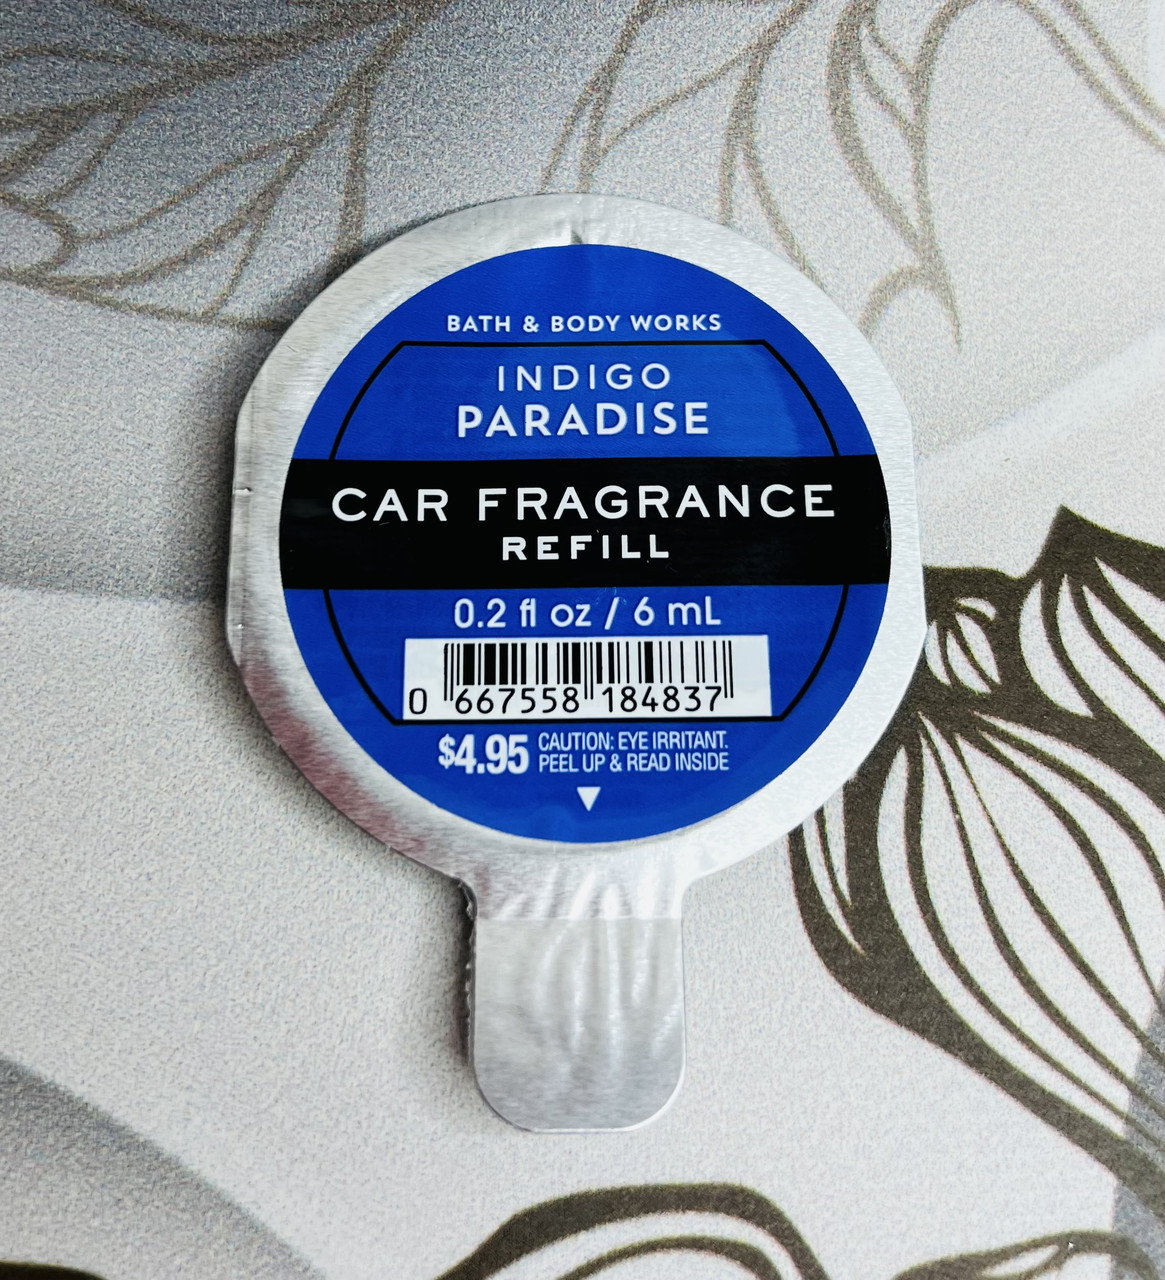 BATH & BODY WORKS
INDIGO
PARADISE
CAR FRAGRANCE
REFILL
0.2 fl oz / 6 mL
0 667558 184837
$4.95 CAUTION: EYE IRRITANT.
PEEL UP & READ INSIDE